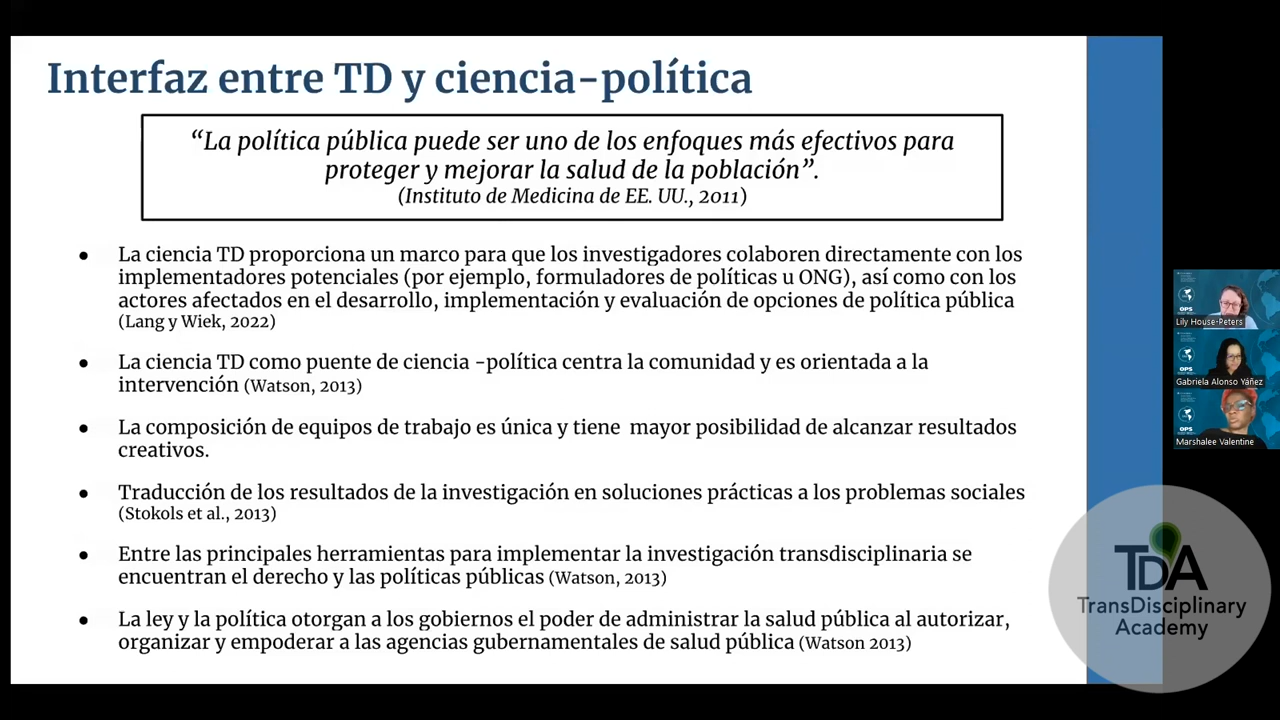 Interfaz entre TD y ciencia-política
“La política pública puede ser uno de los enfoques más efectivos para
proteger y mejorar la salud de la población”.
(Instituto de Medicina de EE. UU., 2011)
● La ciencia TD proporciona un marco para que los investigadores colaboren directamente con los
implementadores potenciales (por ejemplo, formuladores de políticas u ONG), así como con los
actores afectados en el desarrollo, implementación y evaluación de opciones de política pública
(Lang y Wiek, 2022)
● La ciencia TD como puente de ciencia -política centra la comunidad y es orientada a la
intervención (Watson, 2013)
● La composición de equipos de trabajo es única y tiene mayor posibilidad de alcanzar resultados
creativos.
● Traducción de los resultados de la investigación en soluciones prácticas a los problemas sociales
(Stokols et al., 2013)
● Entre las principales herramientas para implementar la investigación transdisciplinaria se
encuentran el derecho y las políticas públicas (Watson, 2013)
● La ley y la política otorgan a los gobiernos el poder de administrar la salud pública al autorizar,
organizar y empoderar a las agencias gubernamentales de salud pública (Watson 2013)
OPS
Lily House-Peters
OPS
Gabriela Alonso Yáñez
OPS
Marshalee Valentine
TDA
TransDisciplinary
Academy